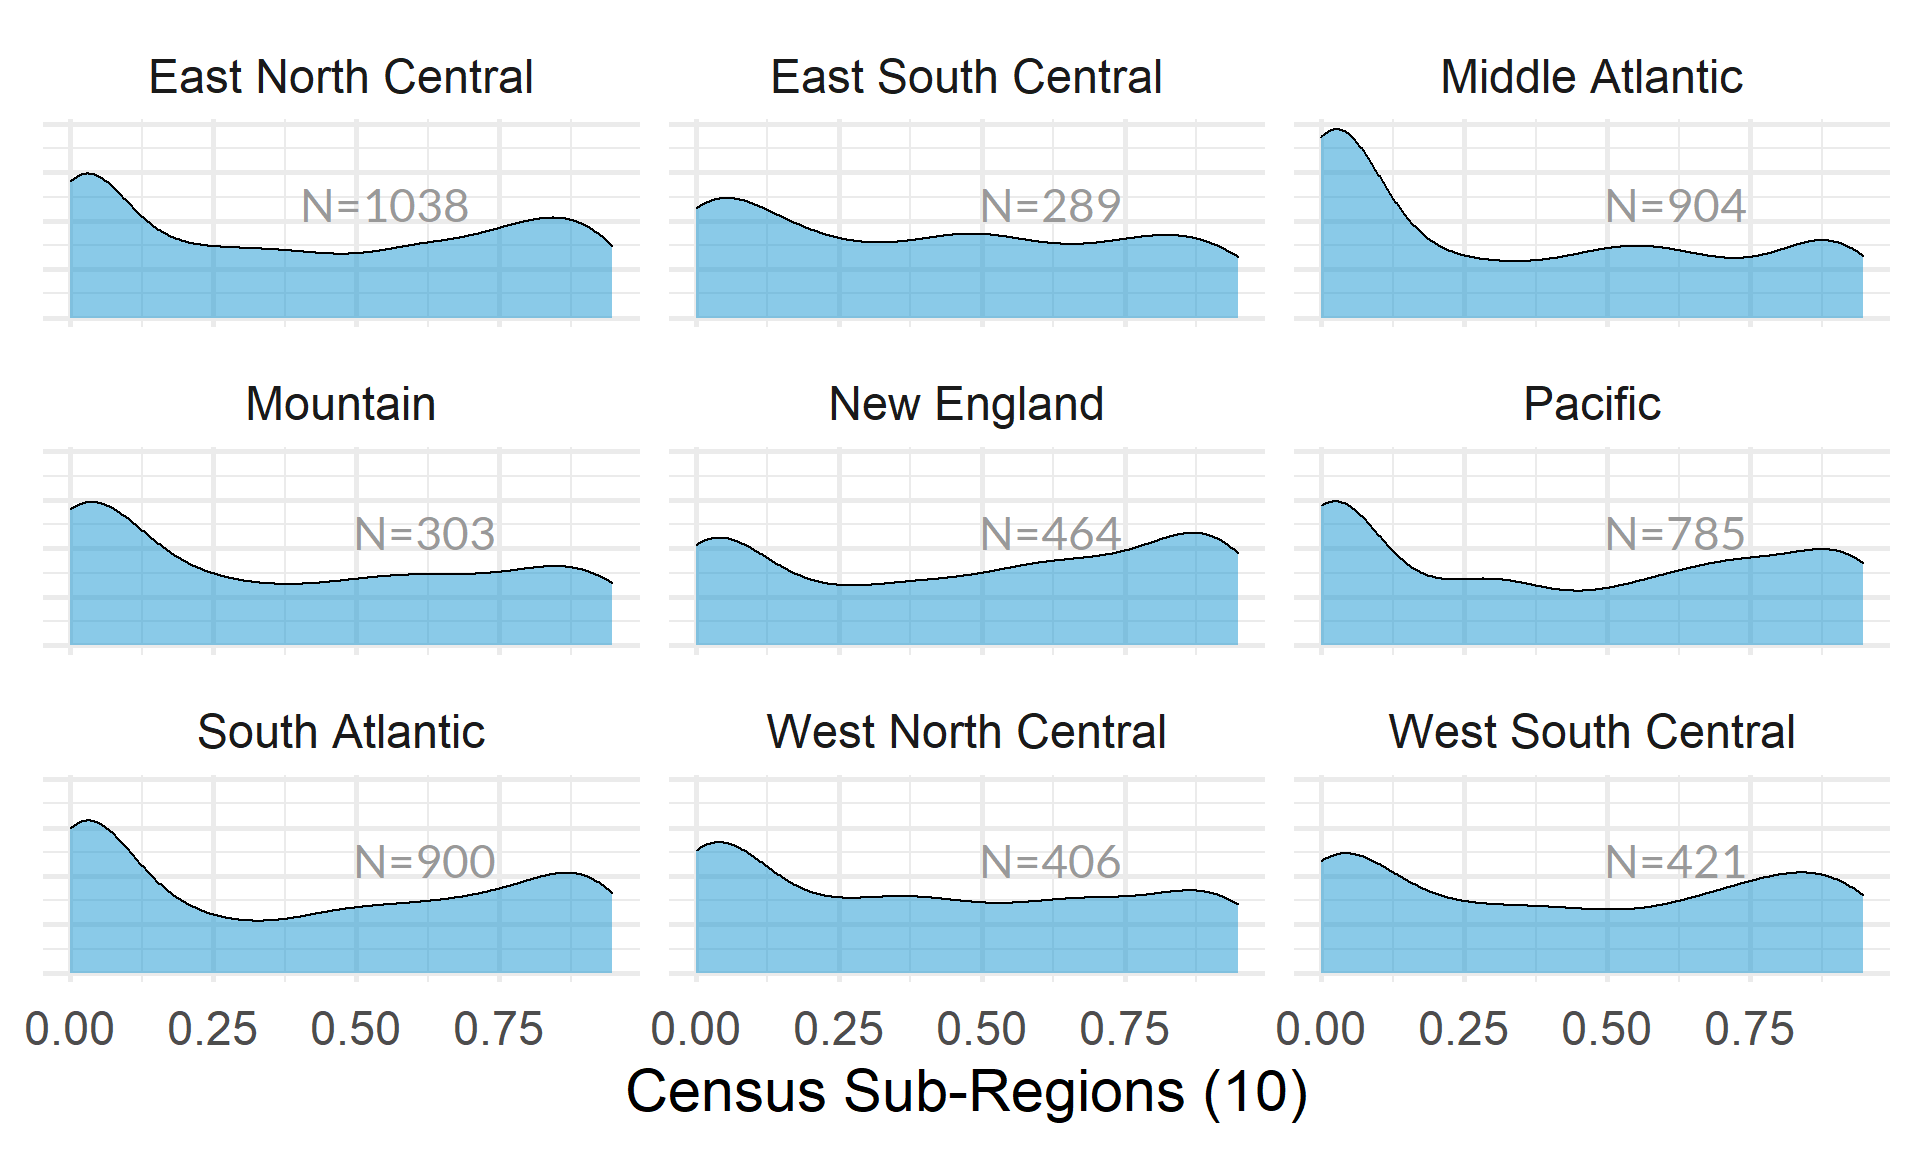 East North Central East South Central Middle Atlantic
N=1038 N=289 N=904
Mountain New England Pacific
N=303 N=464 N=785
South Atlantic West North Central West South Central
N=900 N=406 N=421
0.00 0.25 0.50 0.75 0.00 0.25 0.50 0.75 0.00 0.25 0.50 0.75
Census Sub-Regions (10)